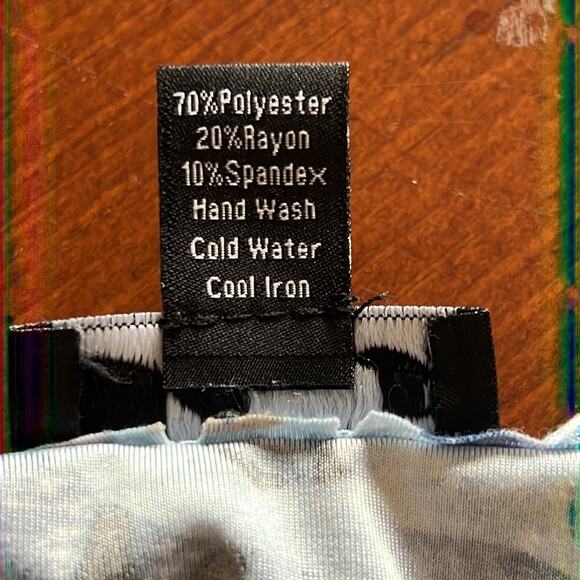 70%Polyester
20%Rayon
10%Spandex
Hand Wash
Cold Water
Cool Iron